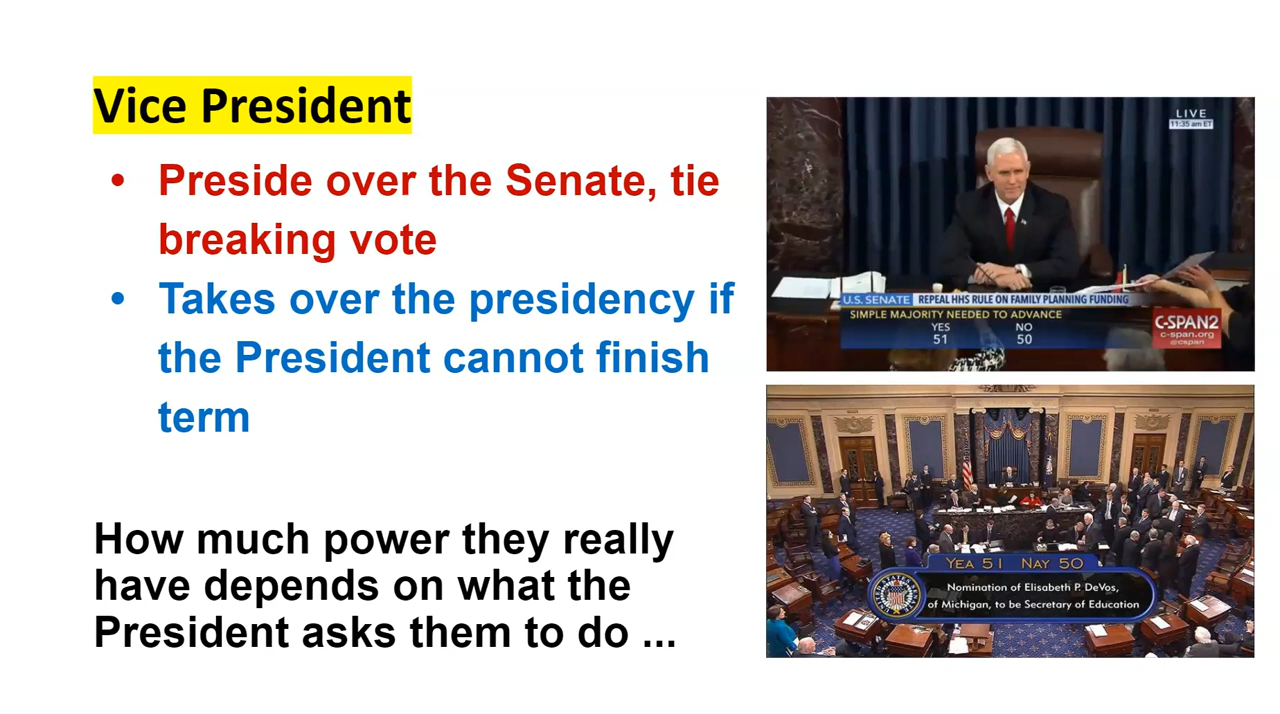 Vice President
• Preside over the Senate, tie
breaking vote
• Takes over the presidency if
the President cannot finish
term
How much power they really
have depends on what the
President asks them to do ...
LIVE
11:35 am ET
U.S. SENATE REPEAL HHS RULE ON FAMILY PLANNING FUNDING
SIMPLE MAJORITY NEEDED TO ADVANCE
YES NO
51 50
C-SPAN2
c-span.org
@cspan
YEA 51 NAY 50
Nomination of Elisabeth P. DeVos,
of Michigan, to be Secretary of Education